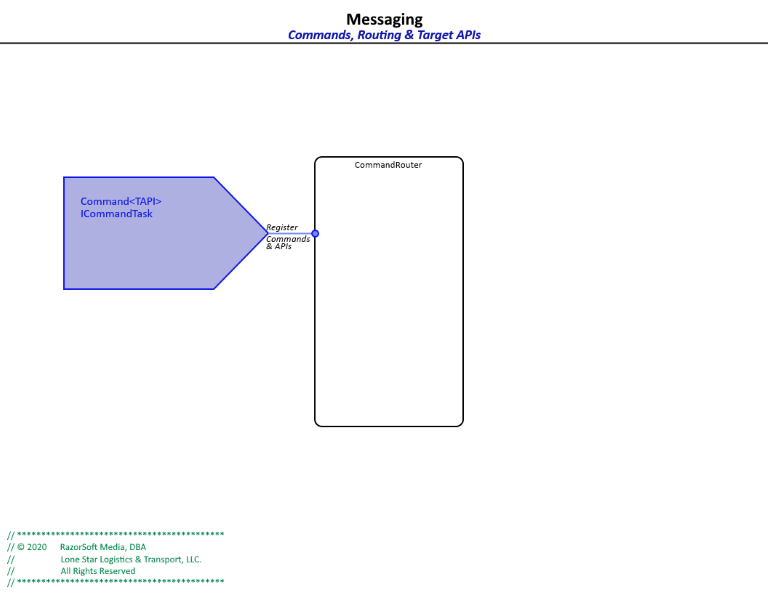 Messaging
Commands, Routing & Target APIs
CommandRouter
Command<TAPI>
ICommandTask
Register
Commands
& APIs
// *******************************************
// © 2020 RazorSoft Media, DBA
// Lone Star Logistics & Transport, LLC.
// All Rights Reserved
// *******************************************